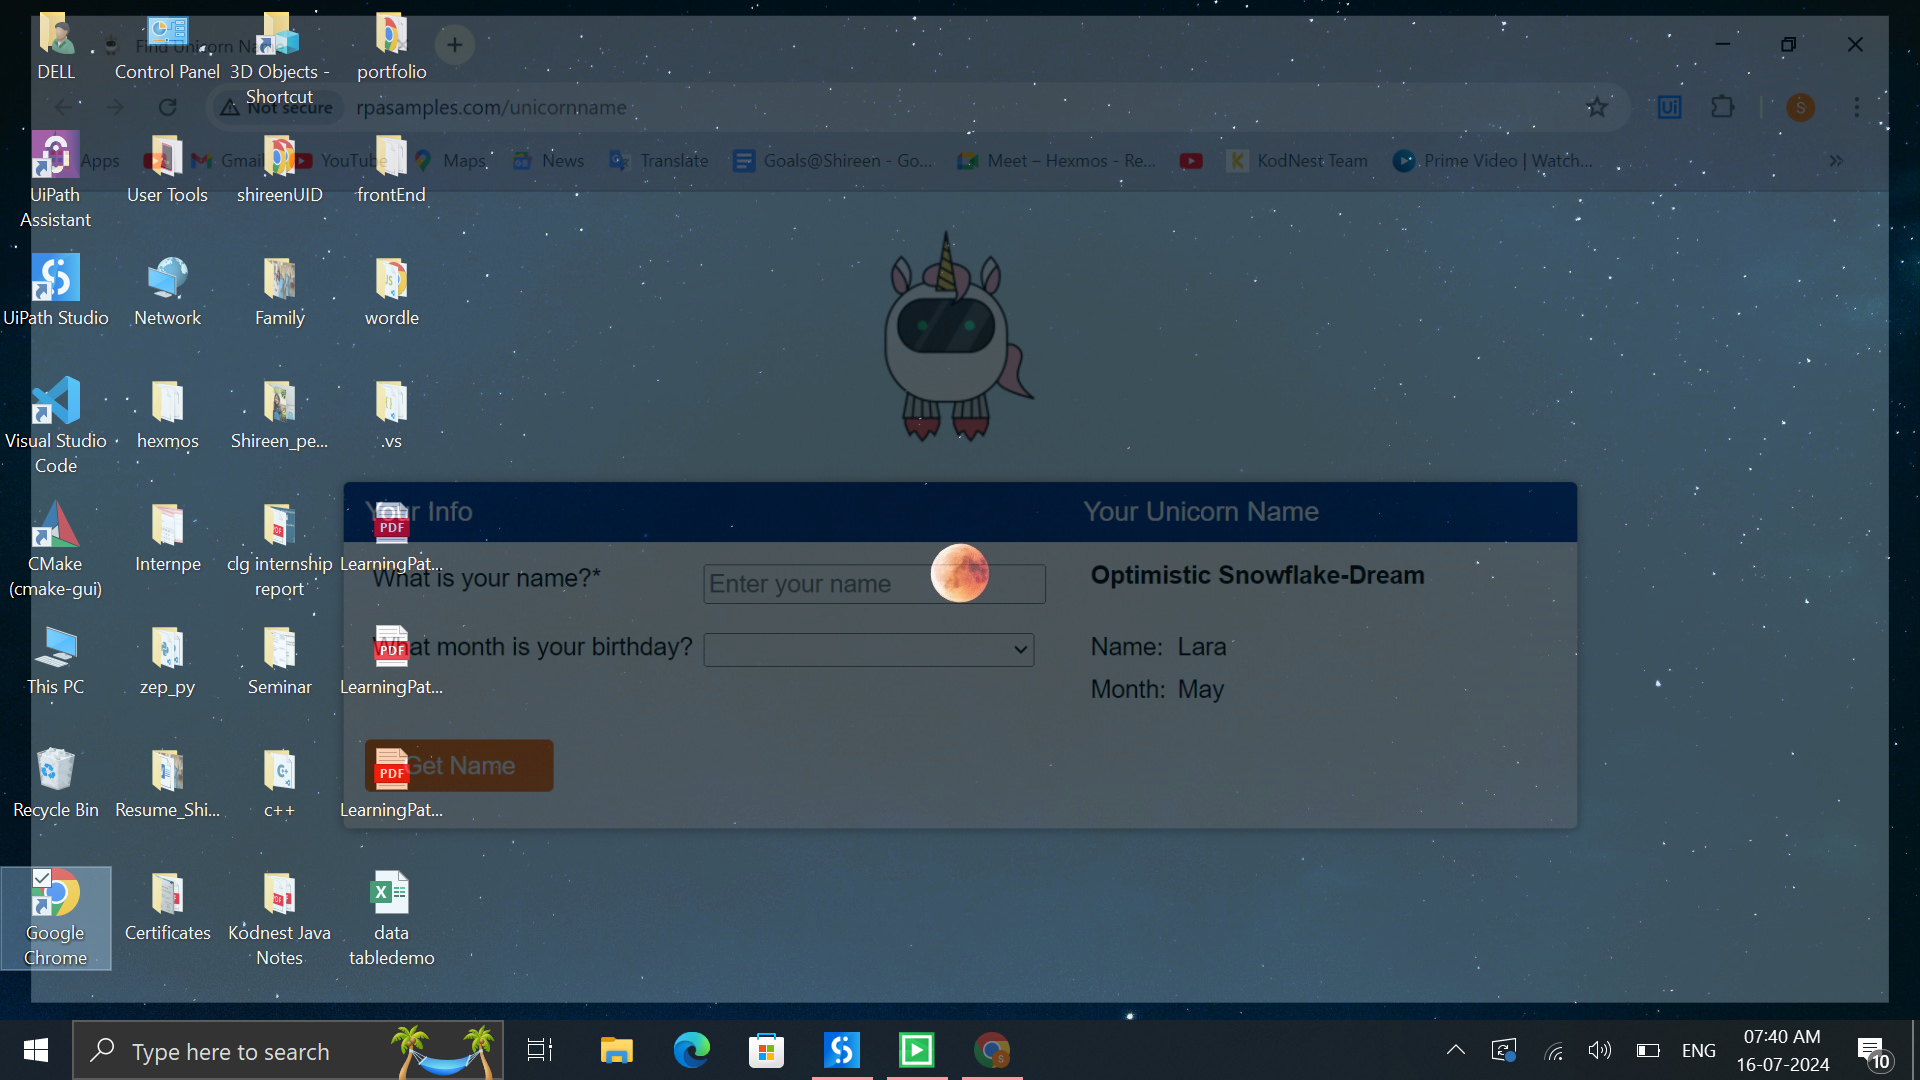 DELL
Control Panel
3D Objects -
Shortcut
portfolio
Find Unicorn Na
Not secure
rpasamples.com/unicornname
Ui
S
Apps
Gmail
YouTube
Maps
News
Translate
Goals@Shireen - Go...
Meet – Hexmos - Re...
K
KodNest Team
Prime Video | Watch...
UiPath
Assistant
User Tools
shireenUID
frontEnd
UiPath Studio
Network
Family
wordle
Visual Studio
Code
hexmos
Shireen_pe...
.vs
CMake
(cmake-gui)
Internpe
clg internship
report
PDF
LearningPat...
This PC
zep_py
Seminar
PDF
LearningPat...
Recycle Bin
Resume_Shi...
c++
PDF
LearningPat...
Google
Chrome
Certificates
Kodnest Java
Notes
data
tabledemo
Your Info
Your Unicorn Name
What is your name?*
Enter your name
Optimistic Snowflake-Dream
What month is your birthday?
Name: Lara
Month: May
Get Name
Type here to search
S
ENG
07:40 AM
16-07-2024
10